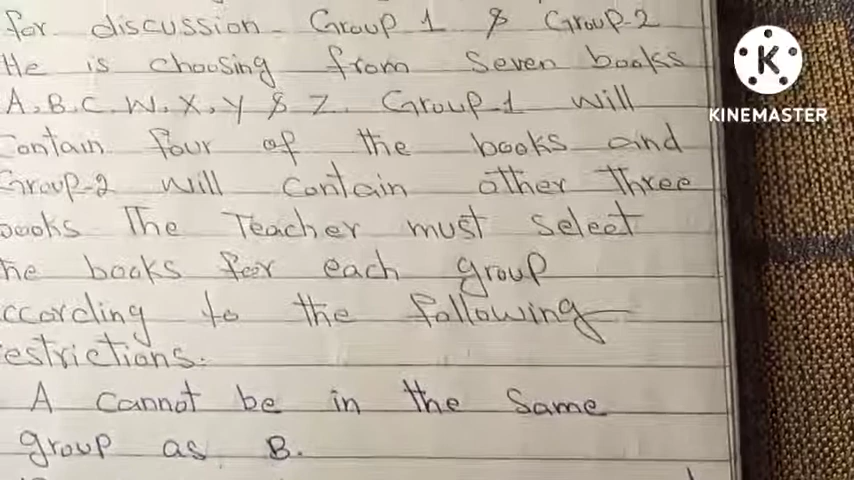 for discussion. Group 1 & Group-2
He is choosing from seven books
A, B, C, W, X, Y & Z. Group-1 will
contain four of the books and
Group-2 will contain other three
books The Teacher must select
the books for each group
according to the following
restrictions:
A cannot be in the same
group as B.
KINEMASTER